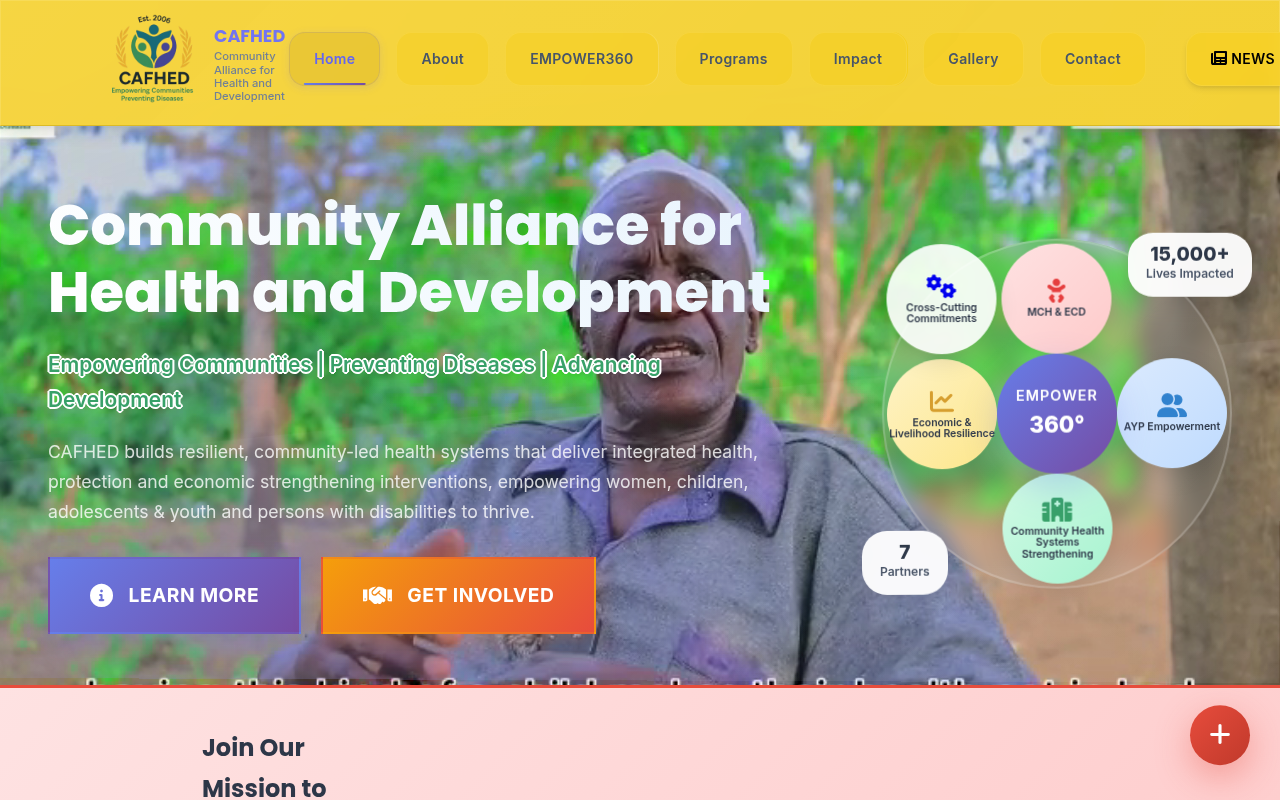 Est. 2006
CAFHED
Empowering Communities
Preventing Diseases
CAFHED
Community
Alliance for
Health and
Development
Home
About
EMPOWER360
Programs
Impact
Gallery
Contact
NEWS
Community Alliance for
Health and Development
Empowering Communities | Preventing Diseases | Advancing
Development
CAFHED builds resilient, community-led health systems that deliver integrated health,
protection and economic strengthening interventions, empowering women, children,
adolescents & youth and persons with disabilities to thrive.
LEARN MORE
GET INVOLVED
15,000+
Lives Impacted
Cross-Cutting
Commitments
MCH & ECD
Economic &
Livelihood Resilience
EMPOWER
360°
AYP Empowerment
Community Health
Systems
Strengthening
7
Partners
Join Our
Mission to